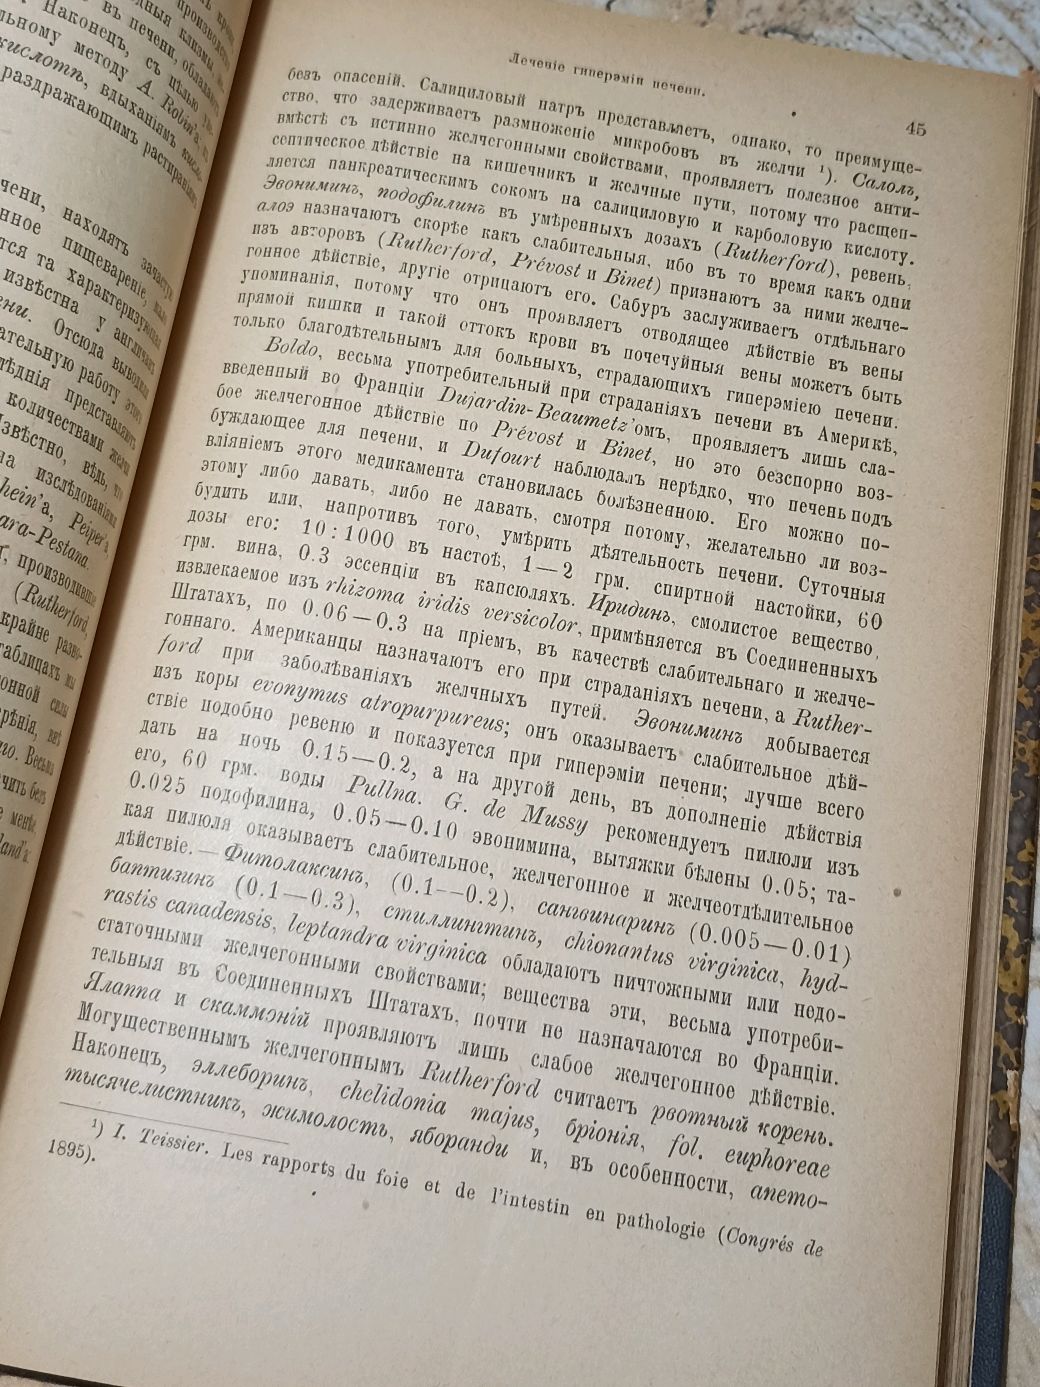 Леченіе гиперэміи печени.
45
безъ опасеній. Салициловый натръ представляетъ, однако, то преимуще-
ство, что задерживаетъ размноженіе микробовъ въ желчи ¹). Салолъ,
вмѣстѣ съ истинно желчегонными свойствами, проявляетъ полезное анти-
септическое дѣйствіе на кишечникъ и желчные пути, потому что расщеп-
ляется панкреатическимъ сокомъ на салициловую и карболовую кислоту.
Эвониминъ, подофилинъ въ умѣренныхъ дозахъ (Rutherford), ревень,
алоэ назначаютъ скорѣе какъ слабительныя, ибо въ то время какъ одни
изъ авторовъ (Rutherford, Prévost и Binet) признаютъ за ними желче-
гонное дѣйствіе, другіе отрицаютъ его. Сабуръ заслуживаетъ отдѣльнаго
упоминанія, потому что онъ проявляетъ отводящее дѣйствіе въ вены
прямой кишки и такой оттокъ крови въ почечуйныя вены можетъ быть
только благодѣтельнымъ для больныхъ, страдающихъ гиперэміею печени.
Boldo, весьма употребительный при страданіяхъ печени въ Америкѣ,
введенный во Франціи Dujardin-Beaumetz'омъ, проявляетъ лишь сла-
бое желчегонное дѣйствіе по Prévost и Binet, но это безспорно воз-
буждающее для печени, и Dufourt наблюдалъ нерѣдко, что печень подъ
вліяніемъ этого медикамента становилась болѣзненною. Его можно по-
этому либо давать, либо не давать, смотря потому, желательно ли воз-
будить или, напротивъ того, умѣрить дѣятельность печени. Суточныя
дозы его: 10:1000 въ настоѣ, 1—2 грм. спиртной настойки, 60
грм. вина, 0.3 эссенціи въ капсюляхъ. Иридинъ, смолистое вещество,
извлекаемое изъ rhizoma iridis versicolor, примѣняется въ Соединенныхъ
Штатахъ, по 0.06—0.3 на пріемъ, въ качествѣ слабительнаго и желче-
гоннаго. Американцы назначаютъ его при страданіяхъ печени, а Ruther-
ford при заболѣваніяхъ желчныхъ путей. Эвониминъ добывается
изъ коры evonymus atropurpureus; онъ оказываетъ слабительное дѣй-
ствіе подобно ревеню и показуется при гиперэміи печени; лучше всего
дать на ночь 0.15—0.2, а на другой день, въ дополненіе дѣйствія
его, 60 грм. воды Pullna. G. de Mussy рекомендуетъ пилюли изъ
0.025 подофилина, 0.05—0.10 эвонимина, вытяжки бѣлены 0.05; та-
кая пилюля оказываетъ слабительное, желчегонное и желчеотдѣлительное
дѣйствіе.—Фитолаксинъ, (0.1—0.2), сангвинаринъ (0.005—0.01)
баптизинъ (0.1—0.3), стиллингтинъ, chionantus virginica, hyd-
rastis canadensis, leptandra virginica обладаютъ ничтожными или недо-
статочными желчегонными свойствами; вещества эти, весьма употреби-
тельныя въ Соединенныхъ Штатахъ, почти не назначаются во Франціи.
Ялаппа и скаммэній проявляютъ лишь слабое желчегонное дѣйствіе.
Могущественнымъ желчегоннымъ Rutherford считаетъ рвотный корень.
Наконецъ, эллеборинъ, chelidonia majus, бріонія, fol. euphoreae
тысячелистникъ, жимолость, яборанди и, въ особенности, апето-
¹) I. Teissier. Les rapports du foie et de l'intestin en pathologie (Congrés de
1895).